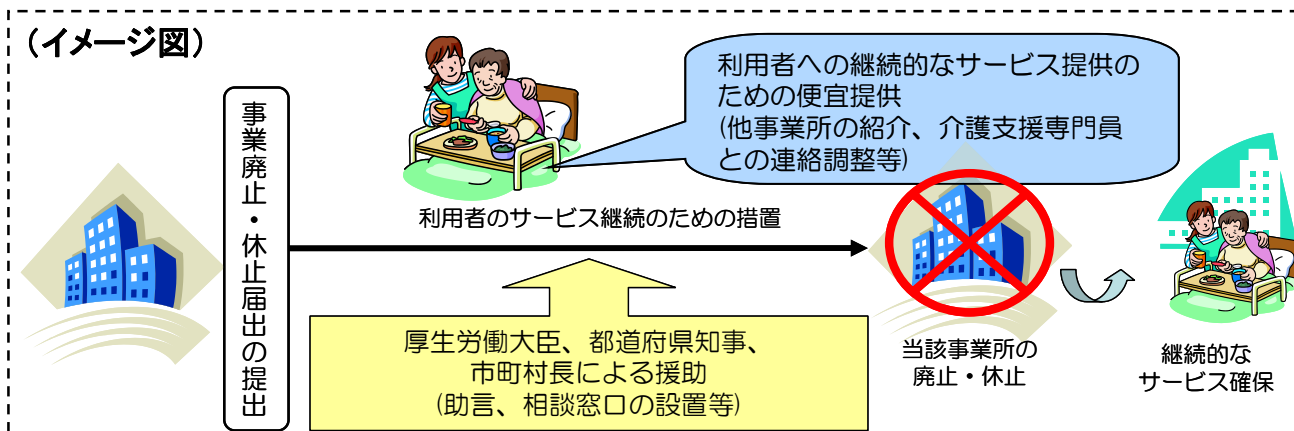 (イメージ図)
事業廃止・休止届出の提出
利用者への継続的なサービス提供の
ための便宜提供
(他事業所の紹介、介護支援専門員
との連絡調整等)
利用者のサービス継続のための措置
厚生労働大臣、都道府県知事、
市町村長による援助
(助言、相談窓口の設置等)
当該事業所の
廃止・休止
継続的な
サービス確保